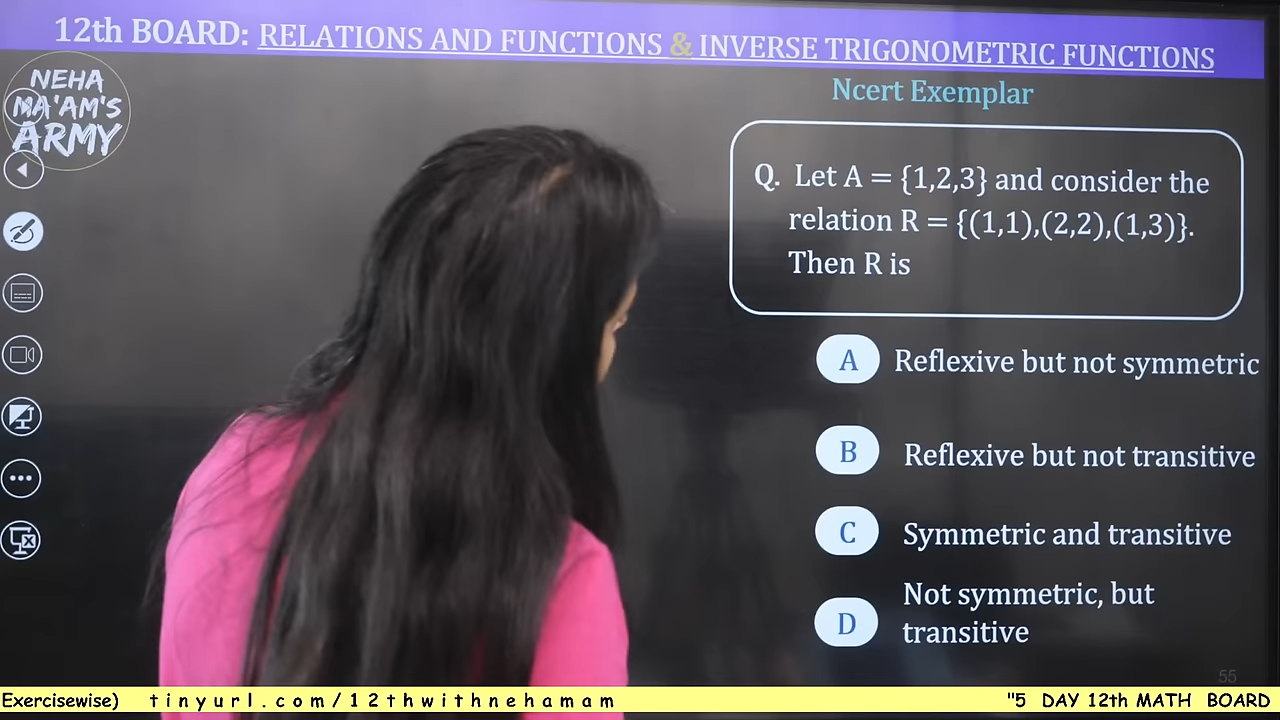 12th BOARD: RELATIONS AND FUNCTIONS & INVERSE TRIGONOMETRIC FUNCTIONS
NEHA
MA'AM'S
ARMY
Ncert Exemplar
Q. Let A = {1,2,3} and consider the
relation R = {(1,1),(2,2),(1,3)}.
Then R is
A Reflexive but not symmetric
B Reflexive but not transitive
C Symmetric and transitive
D Not symmetric, but
transitive
55
Exercisewise) tinyurl.com/12thwithnehamam "5 DAY 12th MATH BOARD